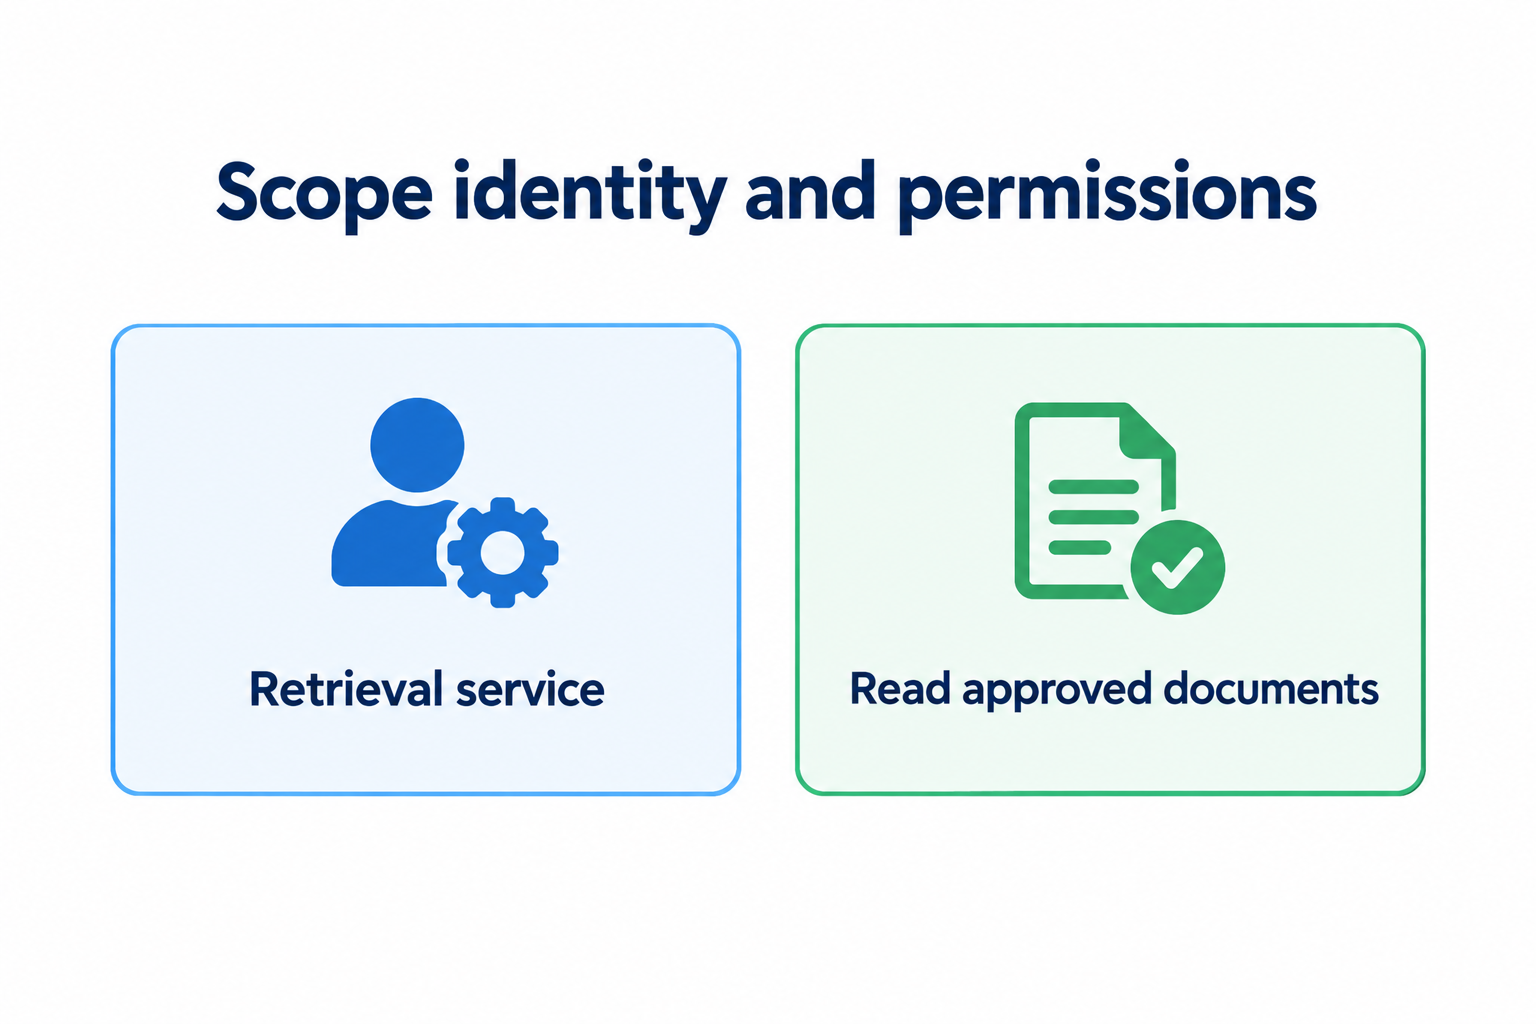 Scope identity and permissions
Retrieval service
Read approved documents